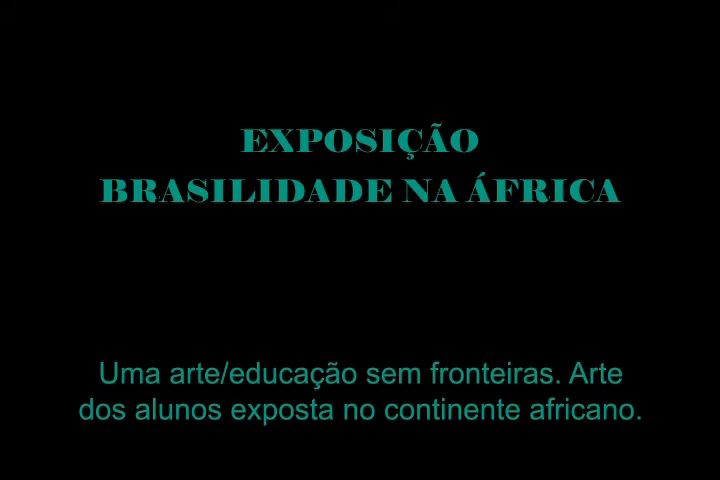 EXPOSIÇÃO
BRASILIDADE NA ÁFRICA
Uma arte/educação sem fronteiras. Arte
dos alunos exposta no continente africano.